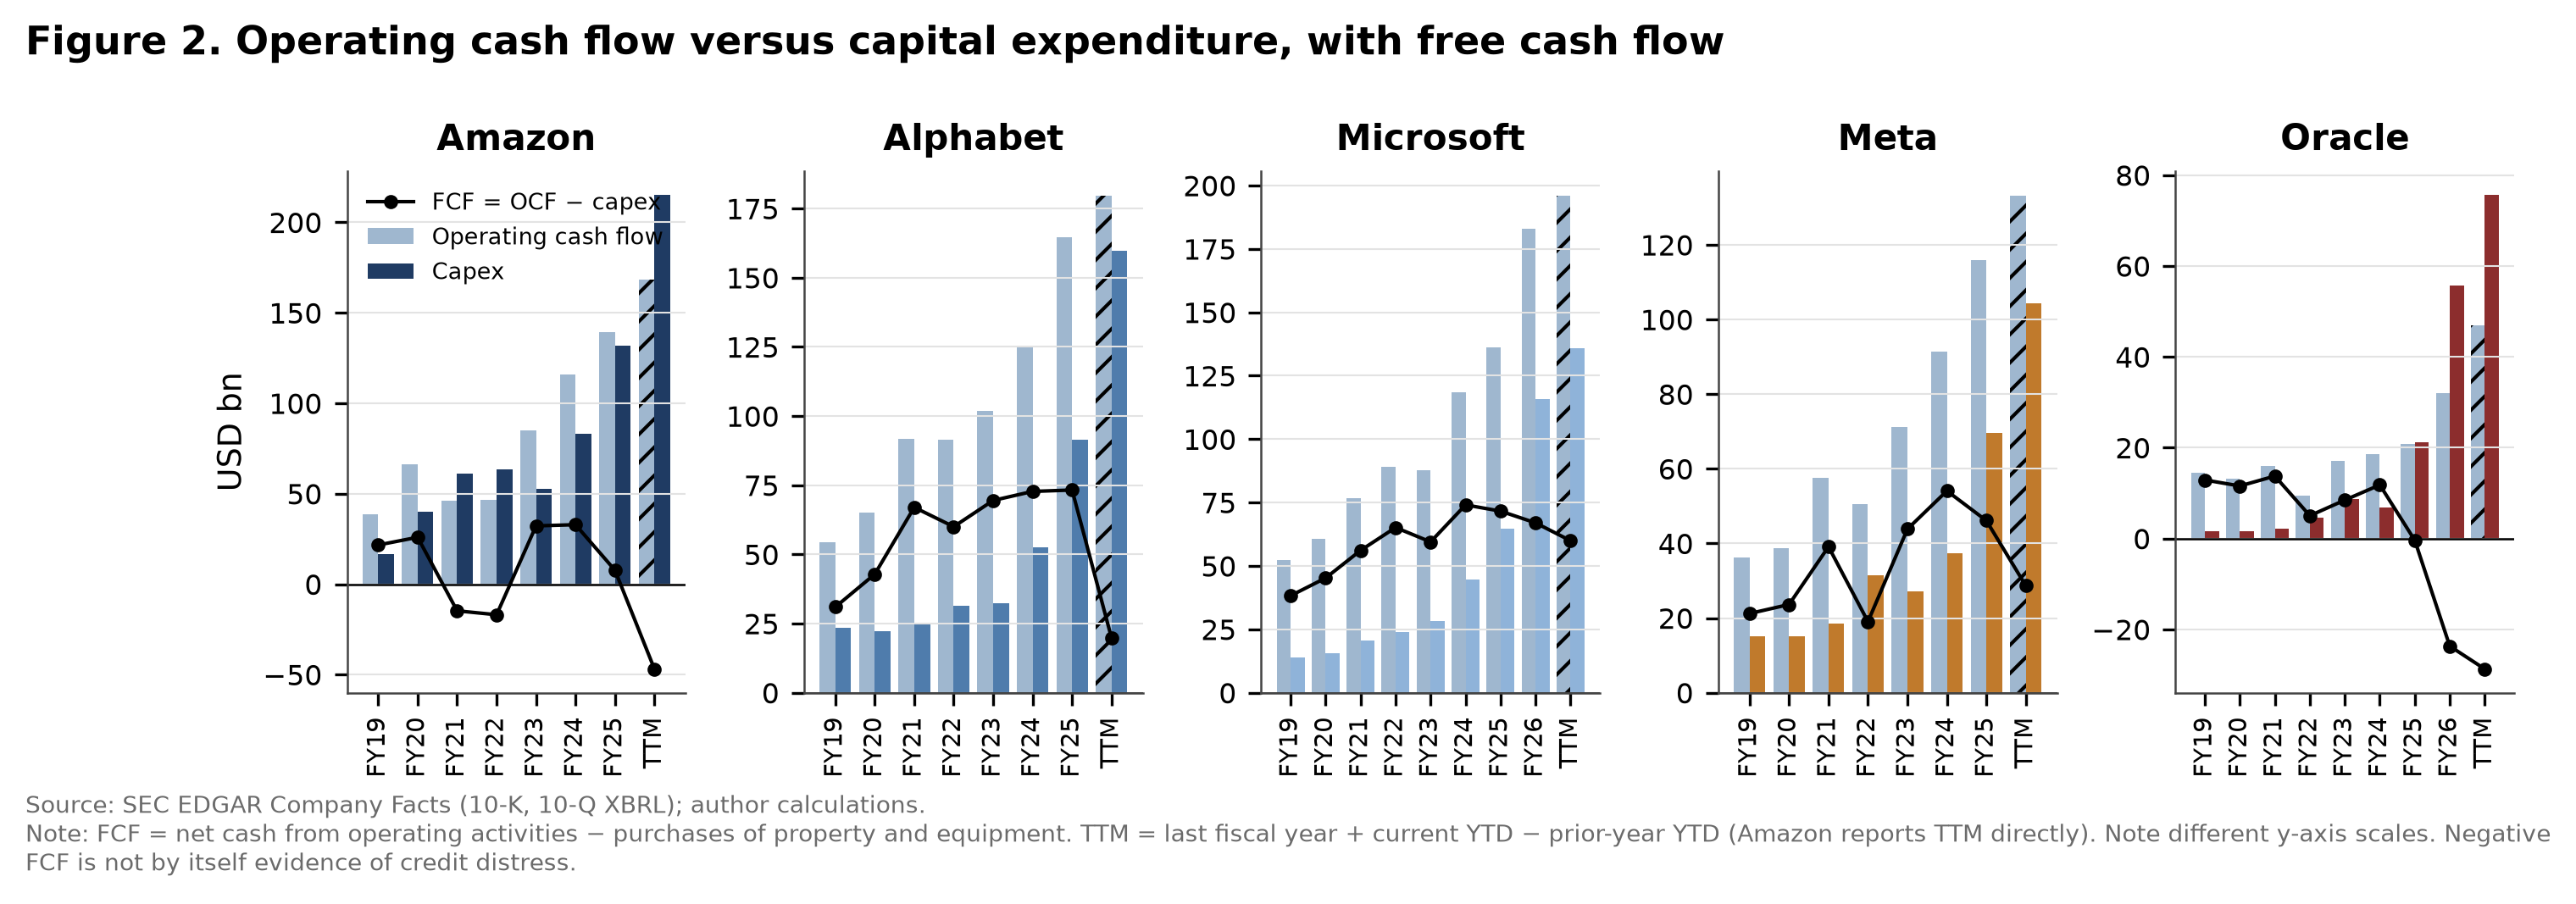 Figure 2. Operating cash flow versus capital expenditure, with free cash flow
Amazon
Alphabet
Microsoft
Meta
Oracle
USD bn
FCF = OCF − capex
Operating cash flow
Capex
200
150
100
50
0
−50
FY19
FY20
FY21
FY22
FY23
FY24
FY25
TTM
175
150
125
100
75
50
25
0
FY19
FY20
FY21
FY22
FY23
FY24
FY25
TTM
200
175
150
125
100
75
50
25
0
FY19
FY20
FY21
FY22
FY23
FY24
FY25
FY26
TTM
120
100
80
60
40
20
0
FY19
FY20
FY21
FY22
FY23
FY24
FY25
TTM
80
60
40
20
0
−20
FY19
FY20
FY21
FY22
FY23
FY24
FY25
FY26
TTM
Source: SEC EDGAR Company Facts (10-K, 10-Q XBRL); author calculations.
Note: FCF = net cash from operating activities − purchases of property and equipment. TTM = last fiscal year + current YTD − prior-year YTD (Amazon reports TTM directly). Note different y-axis scales. Negative
FCF is not by itself evidence of credit distress.